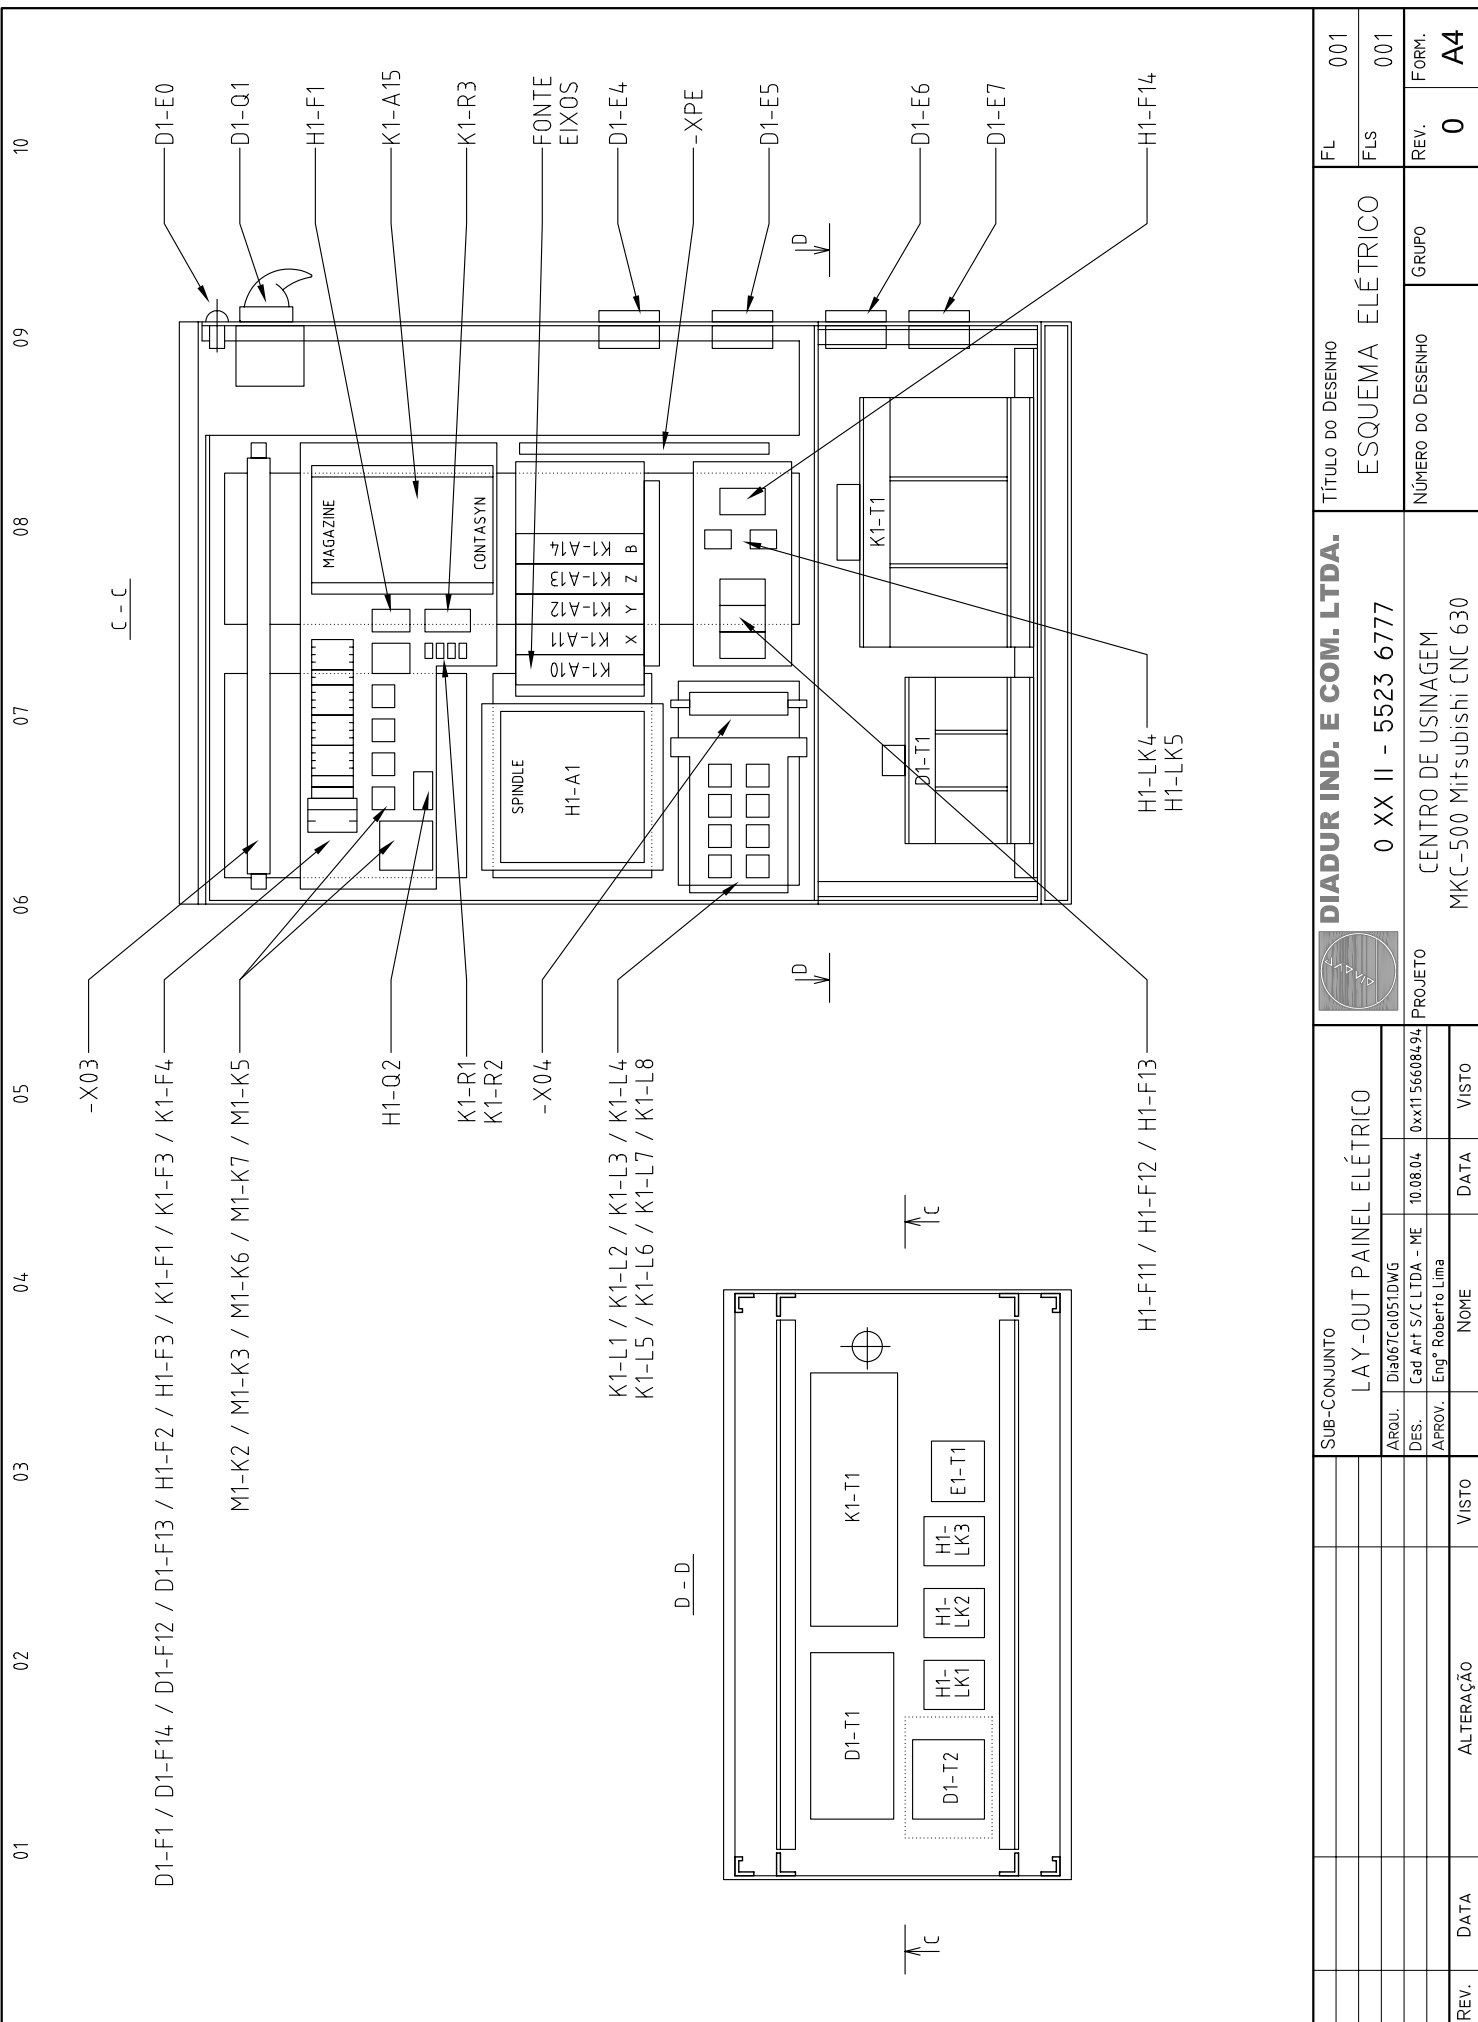 01
02
03
04
05
06
07
08
09
10
C - C
-X03
D1-F1 / D1-F14 / D1-F12 / D1-F13 / H1-F2 / H1-F3 / K1-F1 / K1-F3 / K1-F4
M1-K2 / M1-K3 / M1-K6 / M1-K7 / M1-K5
H1-Q2
K1-R1
K1-R2
-X04
K1-L1 / K1-L2 / K1-L3 / K1-L4
K1-L5 / K1-L6 / K1-L7 / K1-L8
H1-F11 / H1-F12 / H1-F13
D1-E0
D1-Q1
H1-F1
K1-A15
K1-R3
FONTE
EIXOS
D1-E4
-XPE
D1-E5
D1-E6
D1-E7
H1-F14
H1-LK4
H1-LK5
MAGAZINE
CONTASYN
SPINDLE
H1-A1
K1-A10
K1-A11
X
K1-A12
Y
K1-A13
Z
K1-A14
B
D1-T1
K1-T1
D
D
D - D
D1-T1
K1-T1
D1-T2
H1-
LK1
H1-
LK2
H1-
LK3
E1-T1
C
C
REV.
DATA
ALTERAÇÃO
VISTO
SUB-CONJUNTO
LAY-OUT PAINEL ELÉTRICO
ARQU.
Dia067Col051.DWG
DES.
Cad Art S/C LTDA - ME
10.08.04
0xx11 56608494
APROV.
Eng° Roberto Lima
NOME
DATA
VISTO
DIADUR
DIADUR IND. E COM. LTDA.
0 XX II - 5523 6777
PROJETO
CENTRO DE USINAGEM
MKC-500 Mitsubishi CNC 630
TÍTULO DO DESENHO
ESQUEMA ELÉTRICO
NÚMERO DO DESENHO
GRUPO
FL
001
FLS
001
REV.
0
FORM.
A4